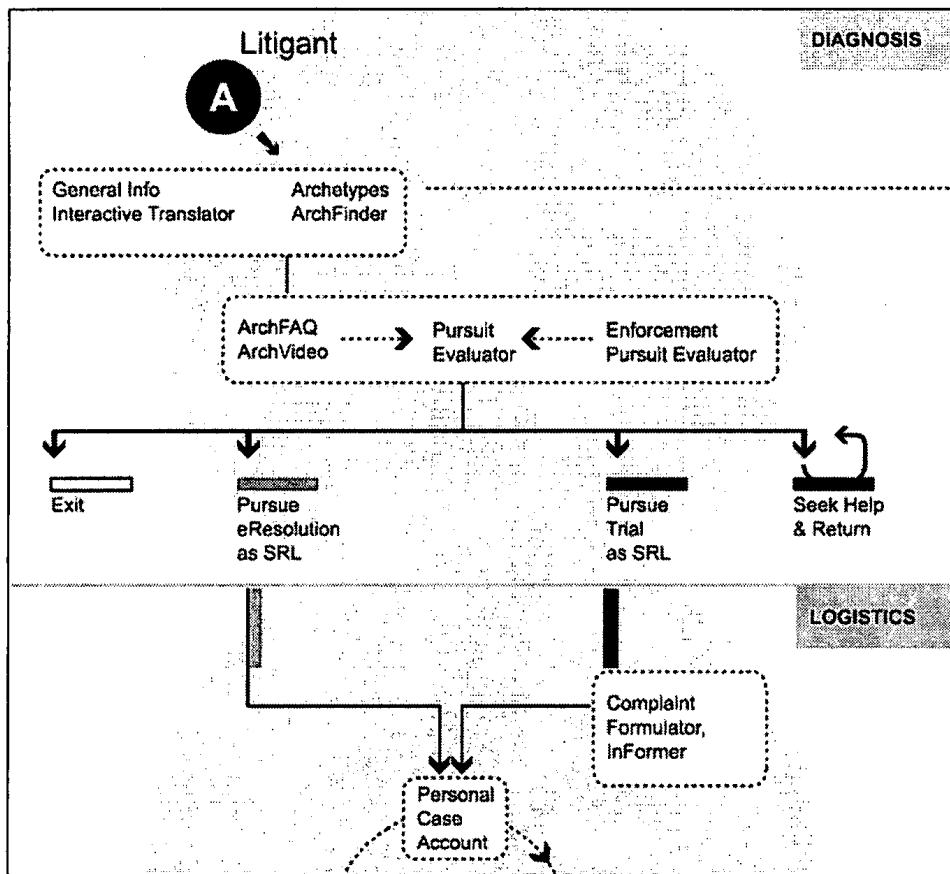 Litigant
DIAGNOSIS
A
General Info
Interactive Translator
Archetypes
ArchFinder
ArchFAQ
ArchVideo
Pursuit
Evaluator
Enforcement
Pursuit Evaluator
Exit
Pursue
eResolution
as SRL
Pursue
Trial
as SRL
Seek Help
& Return
LOGISTICS
Complaint
Formulator,
InFormer
Personal
Case
Account